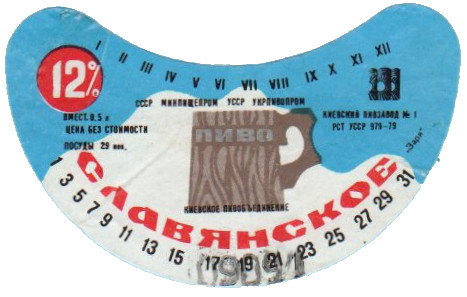 I II III IV V VI VII VIII IX X XI XII
12%
СССР МИНПИЩЕПРОМ УССР УКРПИВОПРОМ
ВМЕСТ. 0,5 л
ЦЕНА БЕЗ СТОИМОСТИ
ПОСУДЫ 29 коп.
КИЕВСКИЙ ПИВЗАВОД № 1
РСТ УССР 979—79
„Заря"
ПИВО
КИЕВСКОЕ ПИВОБЪЕДИНЕНИЕ
СЛАВЯНСКОЕ
1 3 5 7 9 11 13 15 17 19 21 23 25 27 29 31